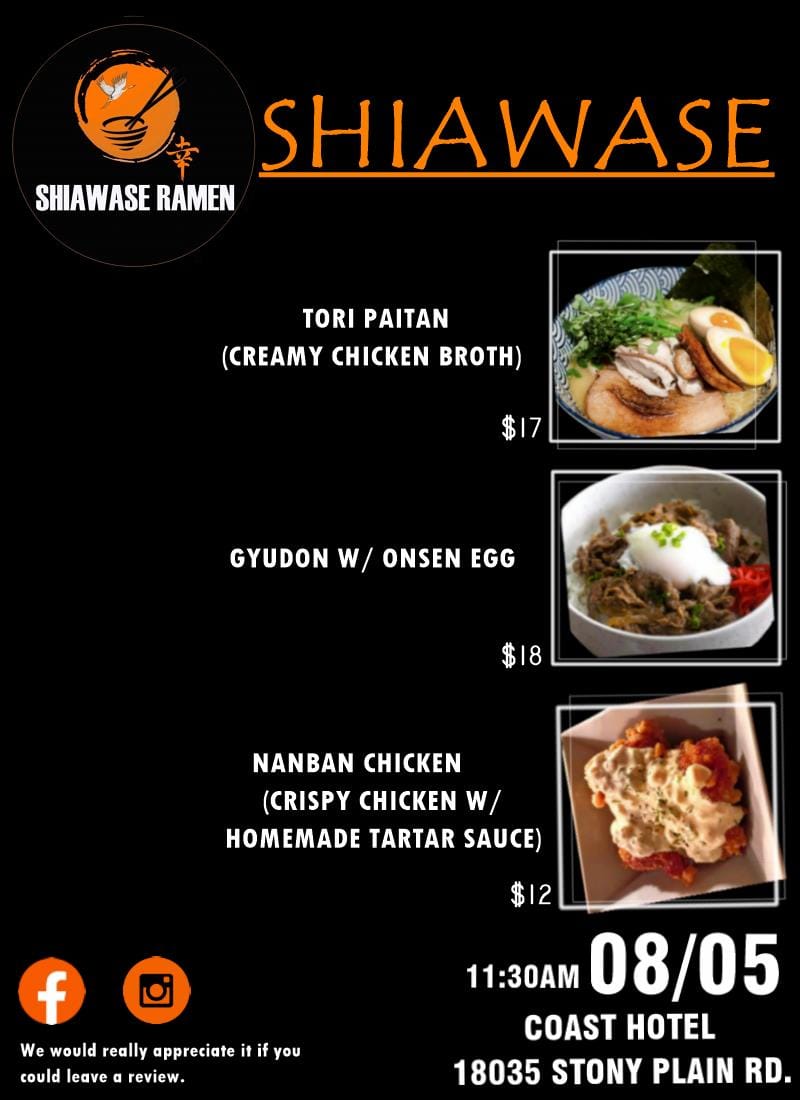 幸
SHIAWASE RAMEN
SHIAWASE
TORI PAITAN
(CREAMY CHICKEN BROTH)
$17
GYUDON W/ ONSEN EGG
$18
NANBAN CHICKEN
(CRISPY CHICKEN W/
HOMEMADE TARTAR SAUCE)
$12
11:30AM 08/05
COAST HOTEL
18035 STONY PLAIN RD.
We would really appreciate it if you
could leave a review.